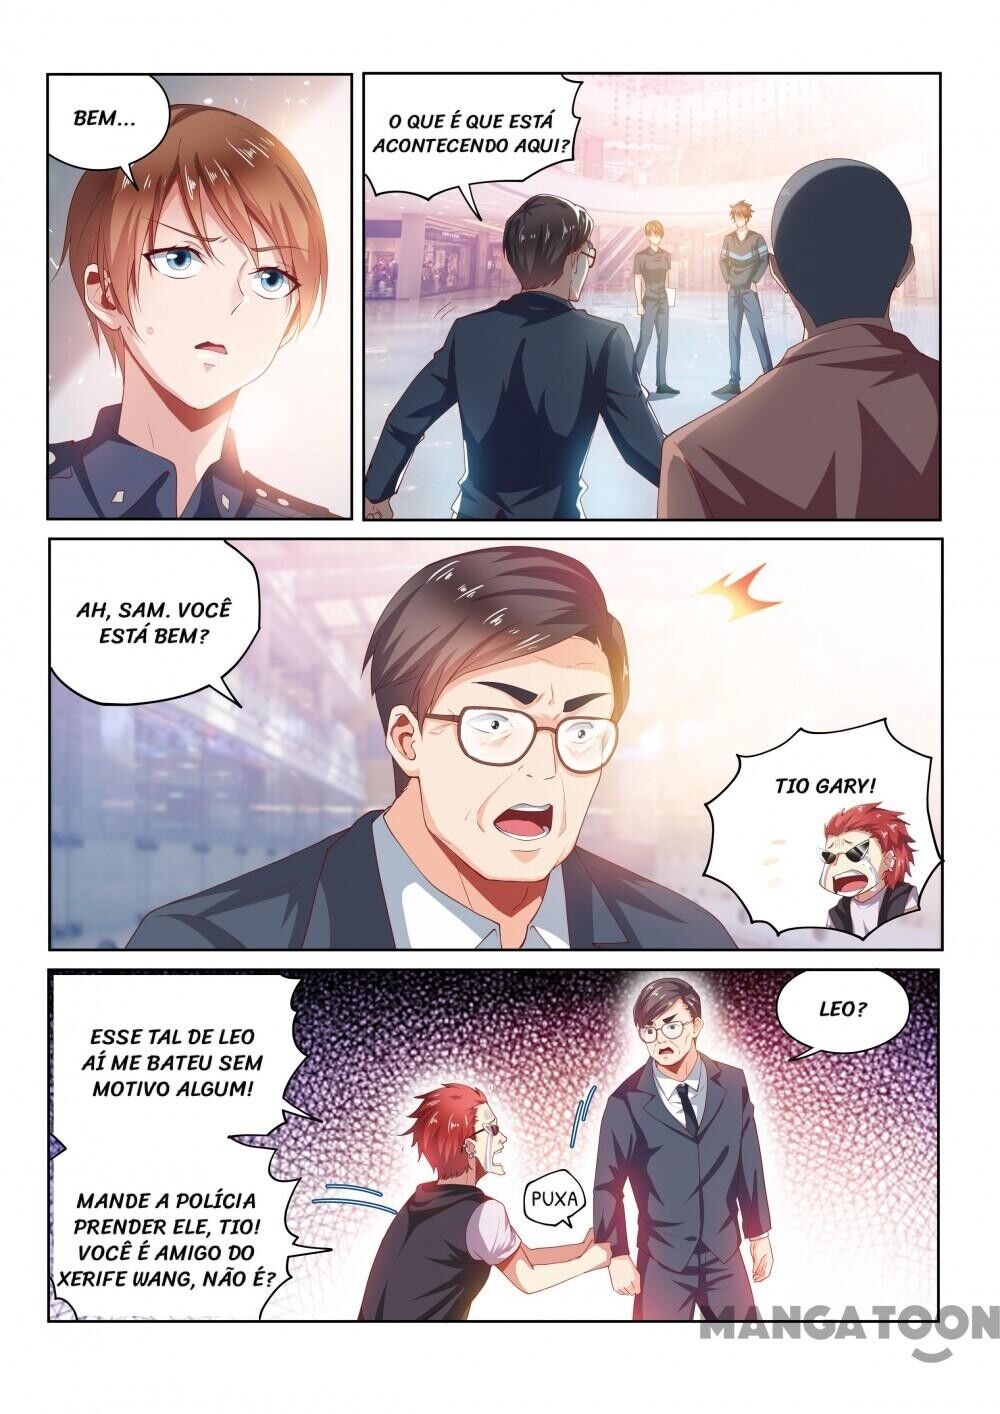 BEM...
O QUE É QUE ESTÁ
ACONTECENDO AQUI?
AH, SAM. VOCÊ
ESTÁ BEM?
TIO GARY!
LEO?
ESSE TAL DE LEO
AÍ ME BATEU SEM
MOTIVO ALGUM!
PUXA
MANDE A POLÍCIA
PRENDER ELE, TIO!
VOCÊ É AMIGO DO
XERIFE WANG, NÃO É?
MANGATOON